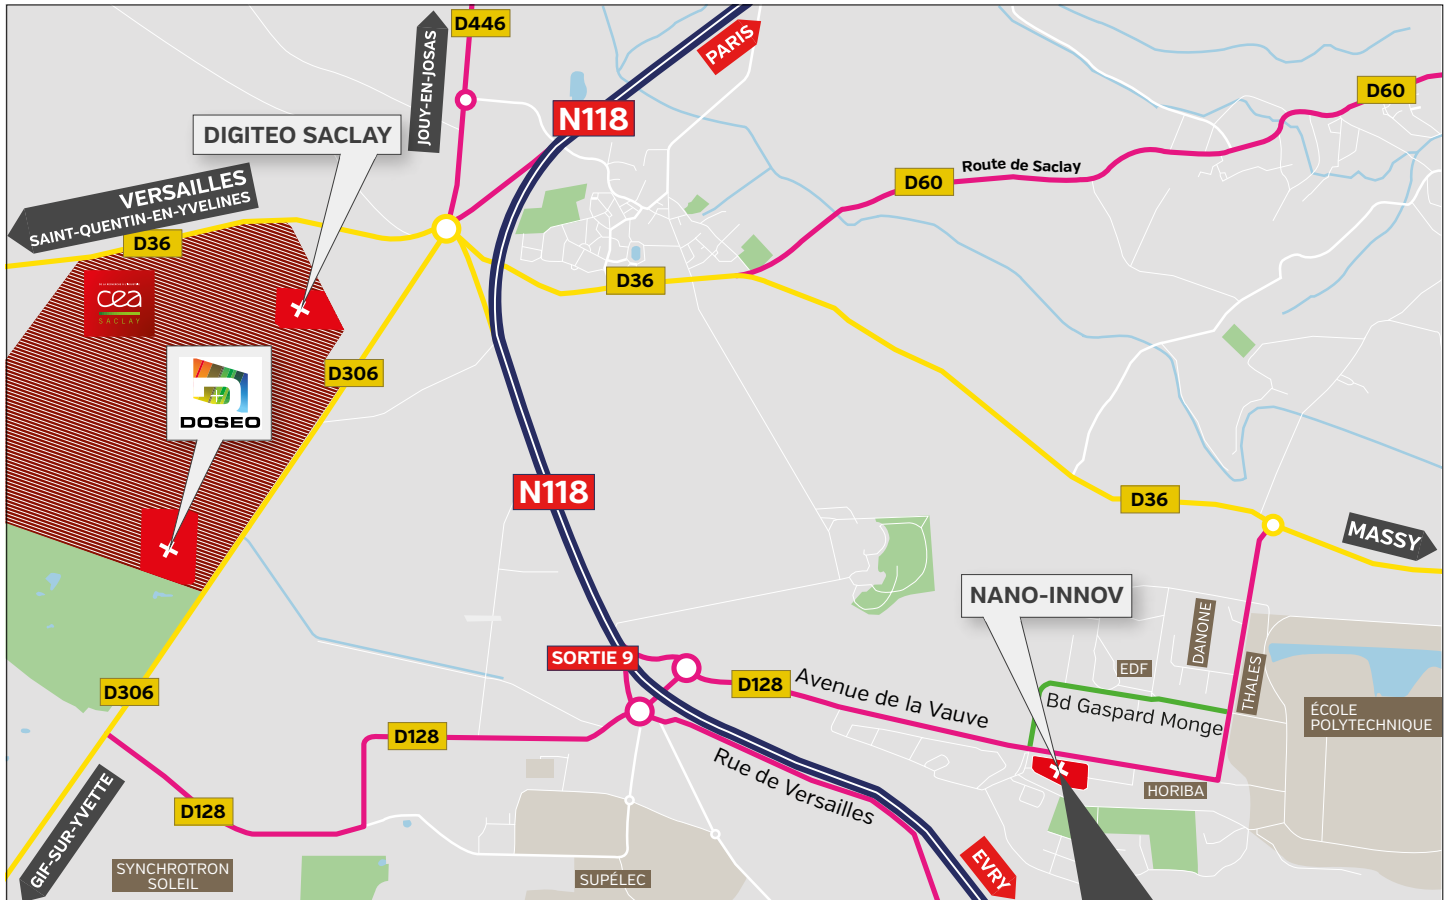 D446
JOUY-EN-JOSAS
PARIS
D60
N118
DIGITEO SACLAY
VERSAILLES
SAINT-QUENTIN-EN-YVELINES
Route de Saclay
D60
D36
D36
cea
SACLAY
D306
DOSEO
N118
D36
MASSY
NANO-INNOV
DANONE
SORTIE 9
EDF
THALES
D306
D128
Avenue de la Vauve
Bd Gaspard Monge
ÉCOLE
POLYTECHNIQUE
D128
Rue de Versailles
HORIBA
D128
GIF-SUR-YVETTE
SYNCHROTRON
SOLEIL
SUPÉLEC
EVRY